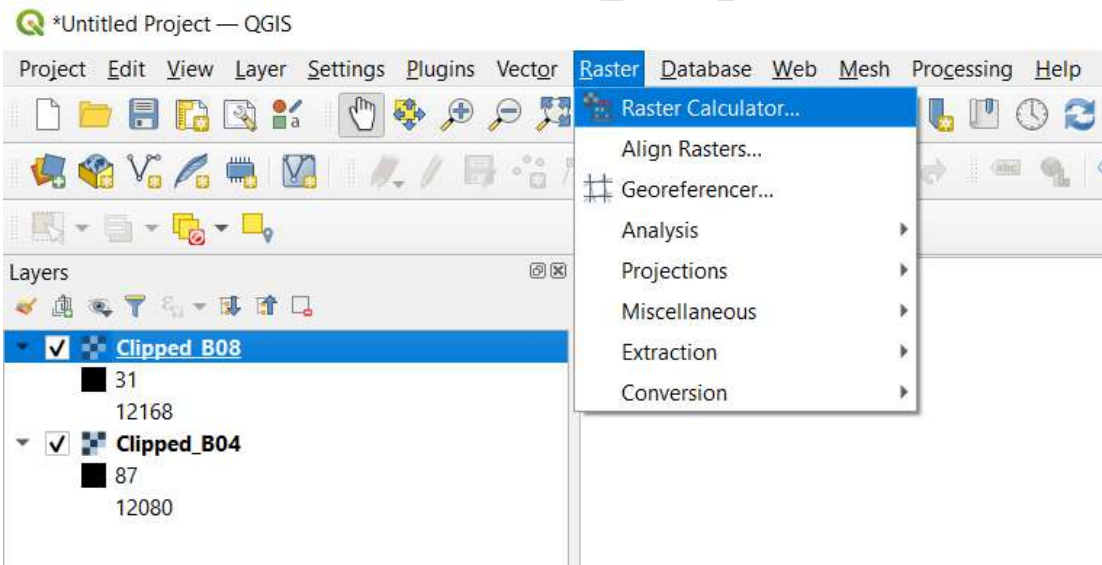 *Untitled Project — QGIS
Project Edit View Layer Settings Plugins Vector Raster Database Web Mesh Processing Help
Raster Calculator...
Align Rasters...
Georeferencer...
Analysis
Projections
Miscellaneous
Extraction
Conversion
Layers
Clipped_B08
31
12168
Clipped_B04
87
12080